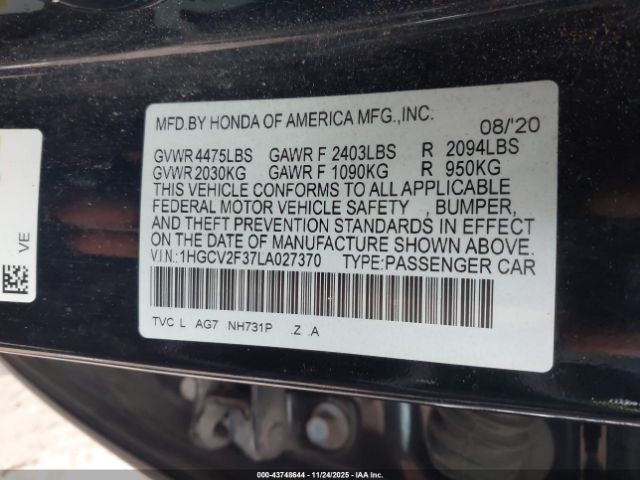 MFD.BY HONDA OF AMERICA MFG.,INC. 08/'20
GVWR 4475LBS GAWR F 2403LBS R 2094LBS
GVWR 2030KG GAWR F 1090KG R 950KG
THIS VEHICLE CONFORMS TO ALL APPLICABLE
FEDERAL MOTOR VEHICLE SAFETY , BUMPER,
AND THEFT PREVENTION STANDARDS IN EFFECT
ON THE DATE OF MANUFACTURE SHOWN ABOVE.
V.I.N.: 1HGCV2F37LA027370 TYPE:PASSENGER CAR
TVC L AG7 NH731P .Z .A
VE
000-43748644 - 11/24/2025 - IAA Inc.